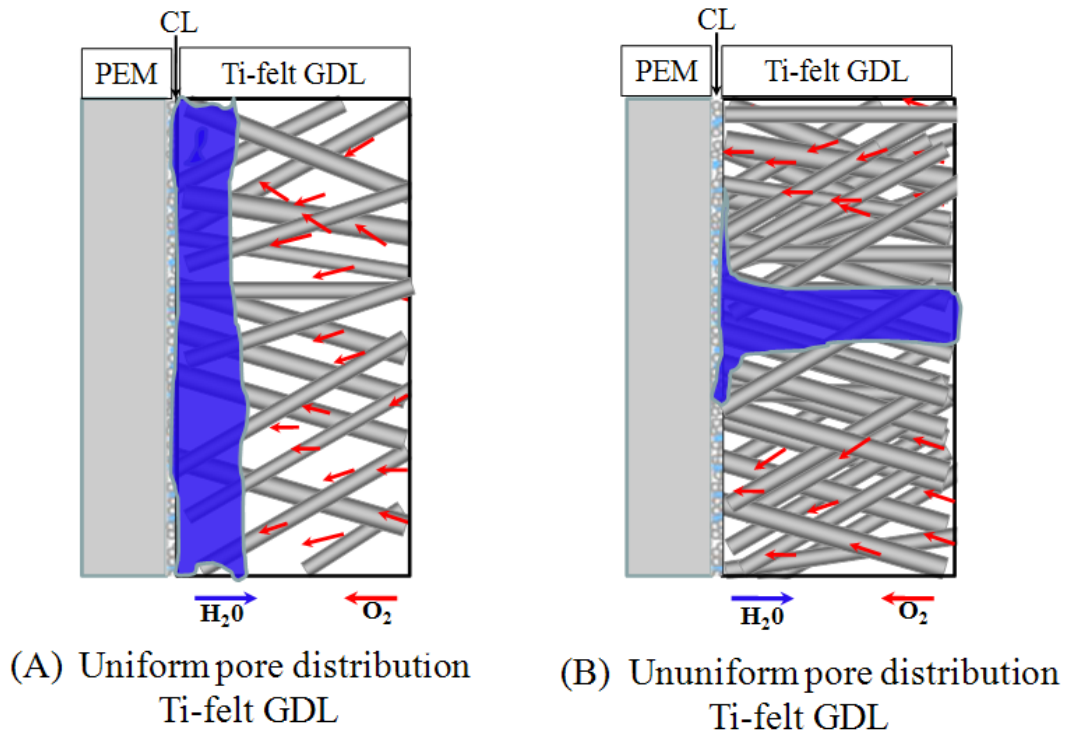 CL
PEM
Ti-felt GDL
H₂0
O₂
(A) Uniform pore distribution
Ti-felt GDL
CL
PEM
Ti-felt GDL
H₂0
O₂
(B) Ununiform pore distribution
Ti-felt GDL